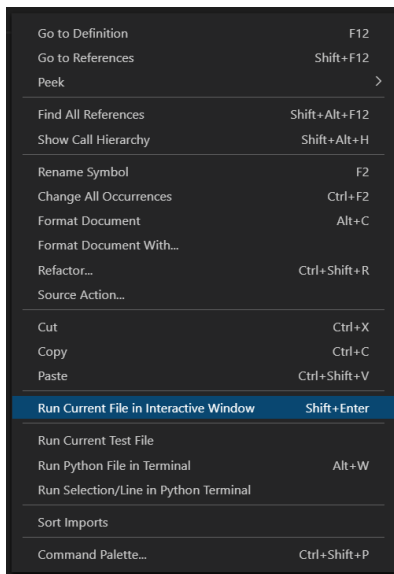 Go to Definition F12
Go to References Shift+F12
Peek
Find All References Shift+Alt+F12
Show Call Hierarchy Shift+Alt+H
Rename Symbol F2
Change All Occurrences Ctrl+F2
Format Document Alt+C
Format Document With...
Refactor... Ctrl+Shift+R
Source Action...
Cut Ctrl+X
Copy Ctrl+C
Paste Ctrl+Shift+V
Run Current File in Interactive Window Shift+Enter
Run Current Test File
Run Python File in Terminal Alt+W
Run Selection/Line in Python Terminal
Sort Imports
Command Palette... Ctrl+Shift+P